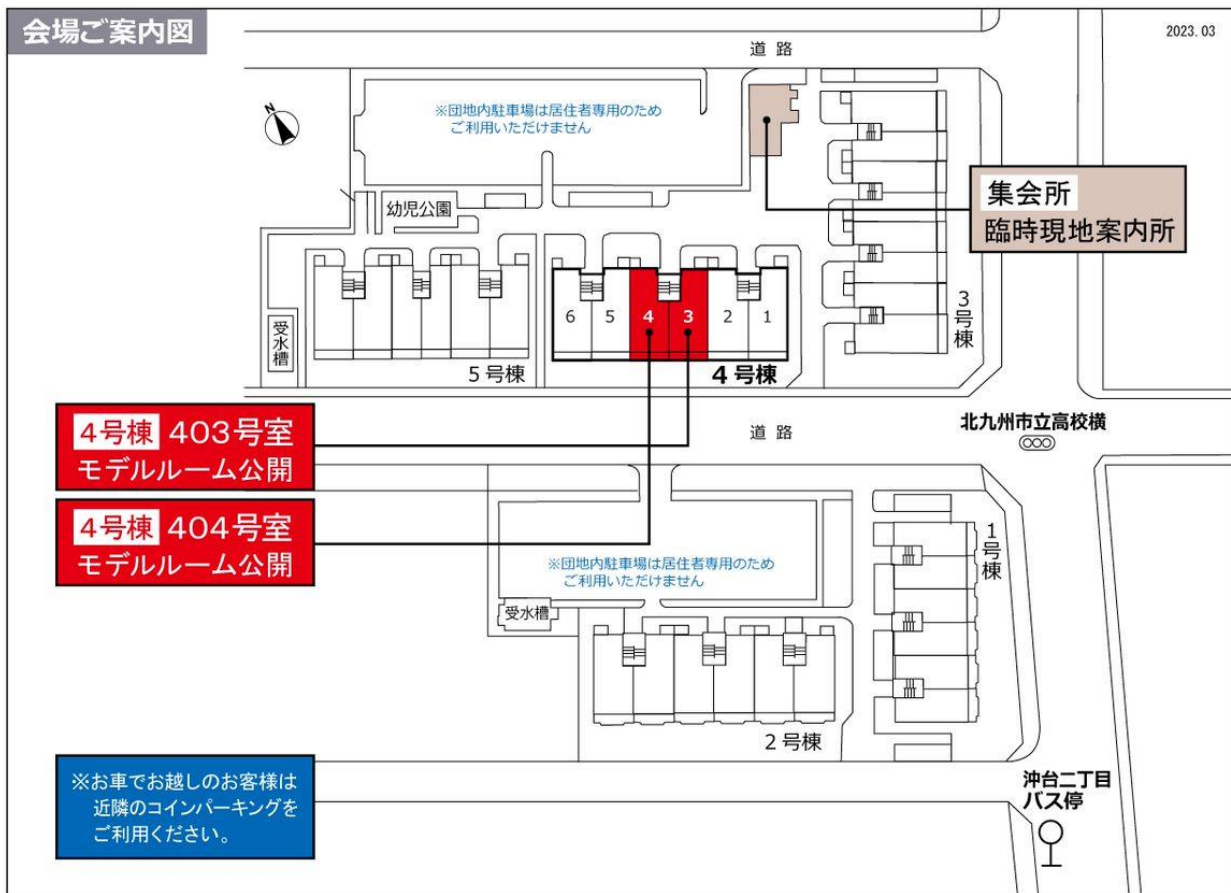 会場ご案内図
2023.03
道 路
N
※団地内駐車場は居住者専用のため
ご利用いただけません
集会所
臨時現地案内所
幼児公園
受水槽
6 5 4 3 2 1
3号棟
5号棟
4号棟
4号棟 403号室
モデルルーム公開
道 路
北九州市立高校横
4号棟 404号室
モデルルーム公開
※団地内駐車場は居住者専用のため
ご利用いただけません
1号棟
受水槽
2号棟
※お車でお越しのお客様は
近隣のコインパーキングを
ご利用ください。
沖台二丁目
バス停